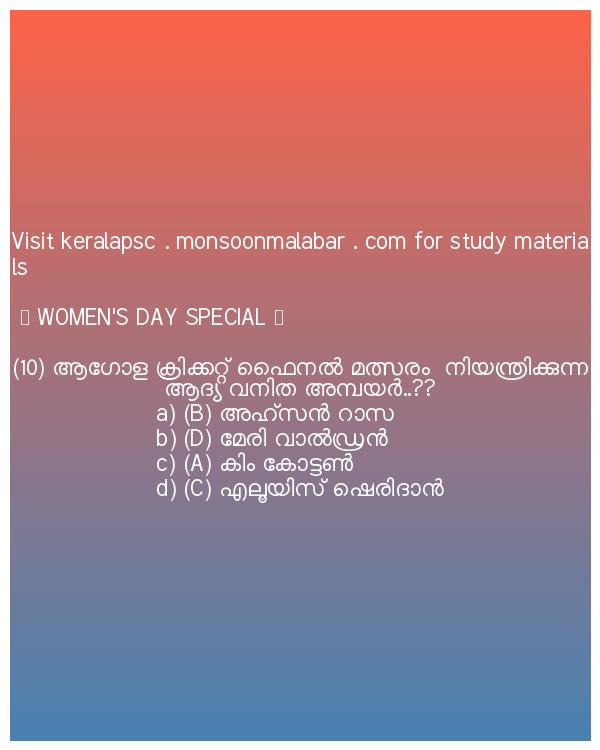 Visit keralapsc . monsoonmalabar . com for study materia
ls
▯ WOMEN'S DAY SPECIAL ▯
(10) ആഗോള ക്രിക്കറ്റ് ഫൈനൽ മത്സരം നിയന്ത്രിക്കുന്ന
ആദ്യ വനിത അമ്പയർ..??
a) (B) അഹ്സൻ റാസ
b) (D) മേരി വാൽഡ്രൻ
c) (A) കിം കോട്ടൺ
d) (C) എലൂയിസ് ഷെരിദാൻ